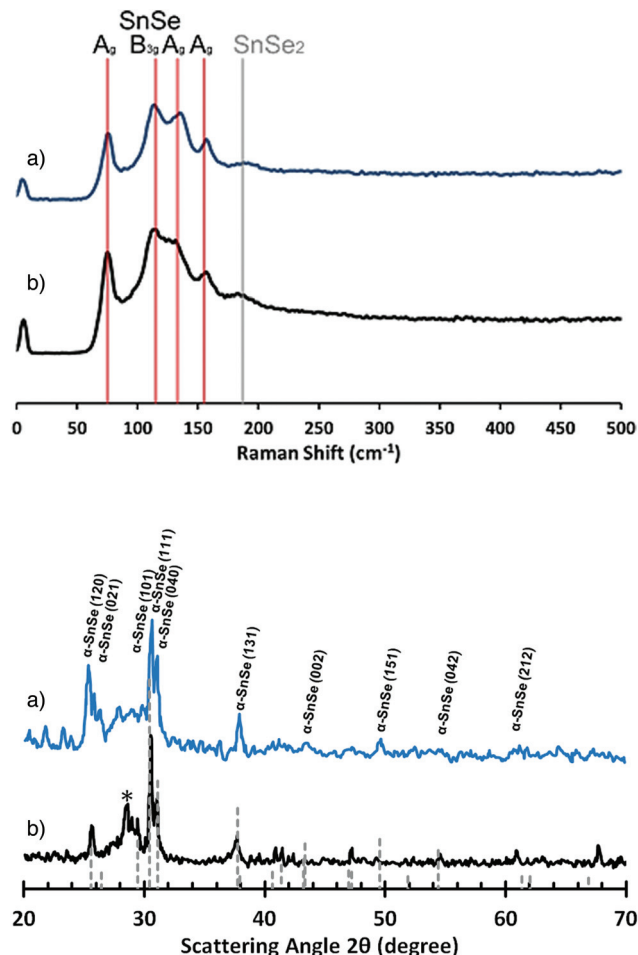 SnSe
Ag B3g Ag Ag SnSe2
a)
b)
0 50 100 150 200 250 300 350 400 450 500
Raman Shift (cm-1)
α-SnSe (120)
α-SnSe (021)
α-SnSe (101)
α-SnSe (111)
α-SnSe (040)
α-SnSe (131)
α-SnSe (002)
α-SnSe (151)
α-SnSe (042)
α-SnSe (212)
a)
*
b)
20 30 40 50 60 70
Scattering Angle 2θ (degree)